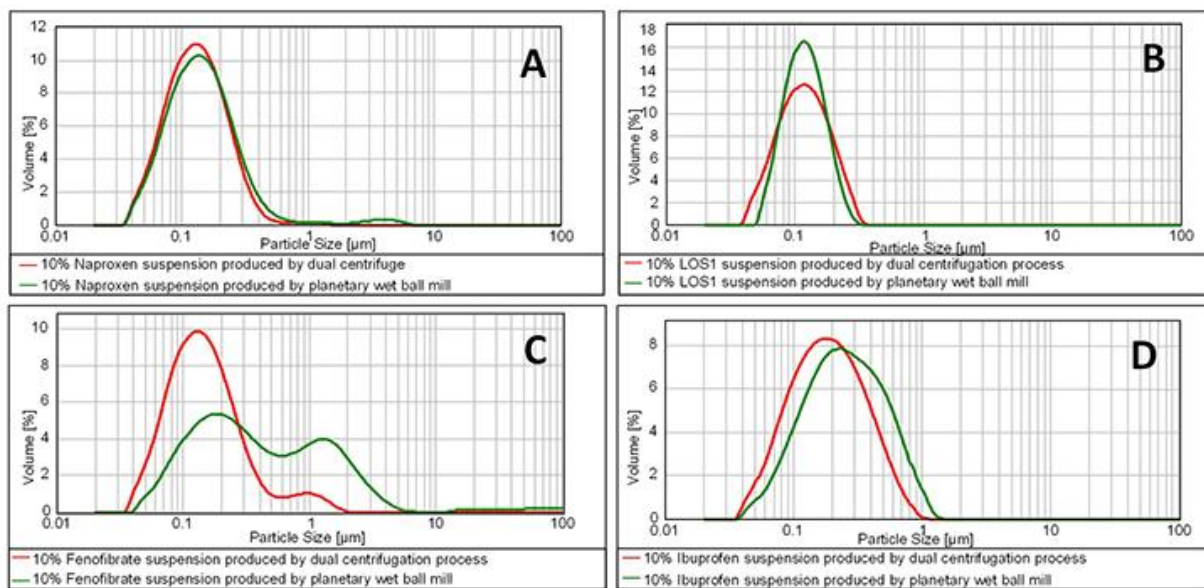 12
10
8
6
4
2
0
Volume [%]
A
0.01 0.1 1 10 100
Particle Size [µm]
10% Naproxen suspension produced by dual centrifuge
10% Naproxen suspension produced by planetary wet ball mill
18
16
14
12
10
8
6
4
2
0
Volume [%]
B
0.01 0.1 1 10 100
Particle Size [µm]
10% LOS1 suspension produced by dual centrifugation process
10% LOS1 suspension produced by planetary wet ball mill
10
8
6
4
2
0
Volume [%]
C
0.01 0.1 1 10 100
Particle Size [µm]
10% Fenofibrate suspension produced by dual centrifugation process
10% Fenofibrate suspension produced by planetary wet ball mill
8
6
4
2
0
Volume [%]
D
0.01 0.1 1 10 100
Particle Size [µm]
10% Ibuprofen suspension produced by dual centrifugation process
10% Ibuprofen suspension produced by planetary wet ball mill